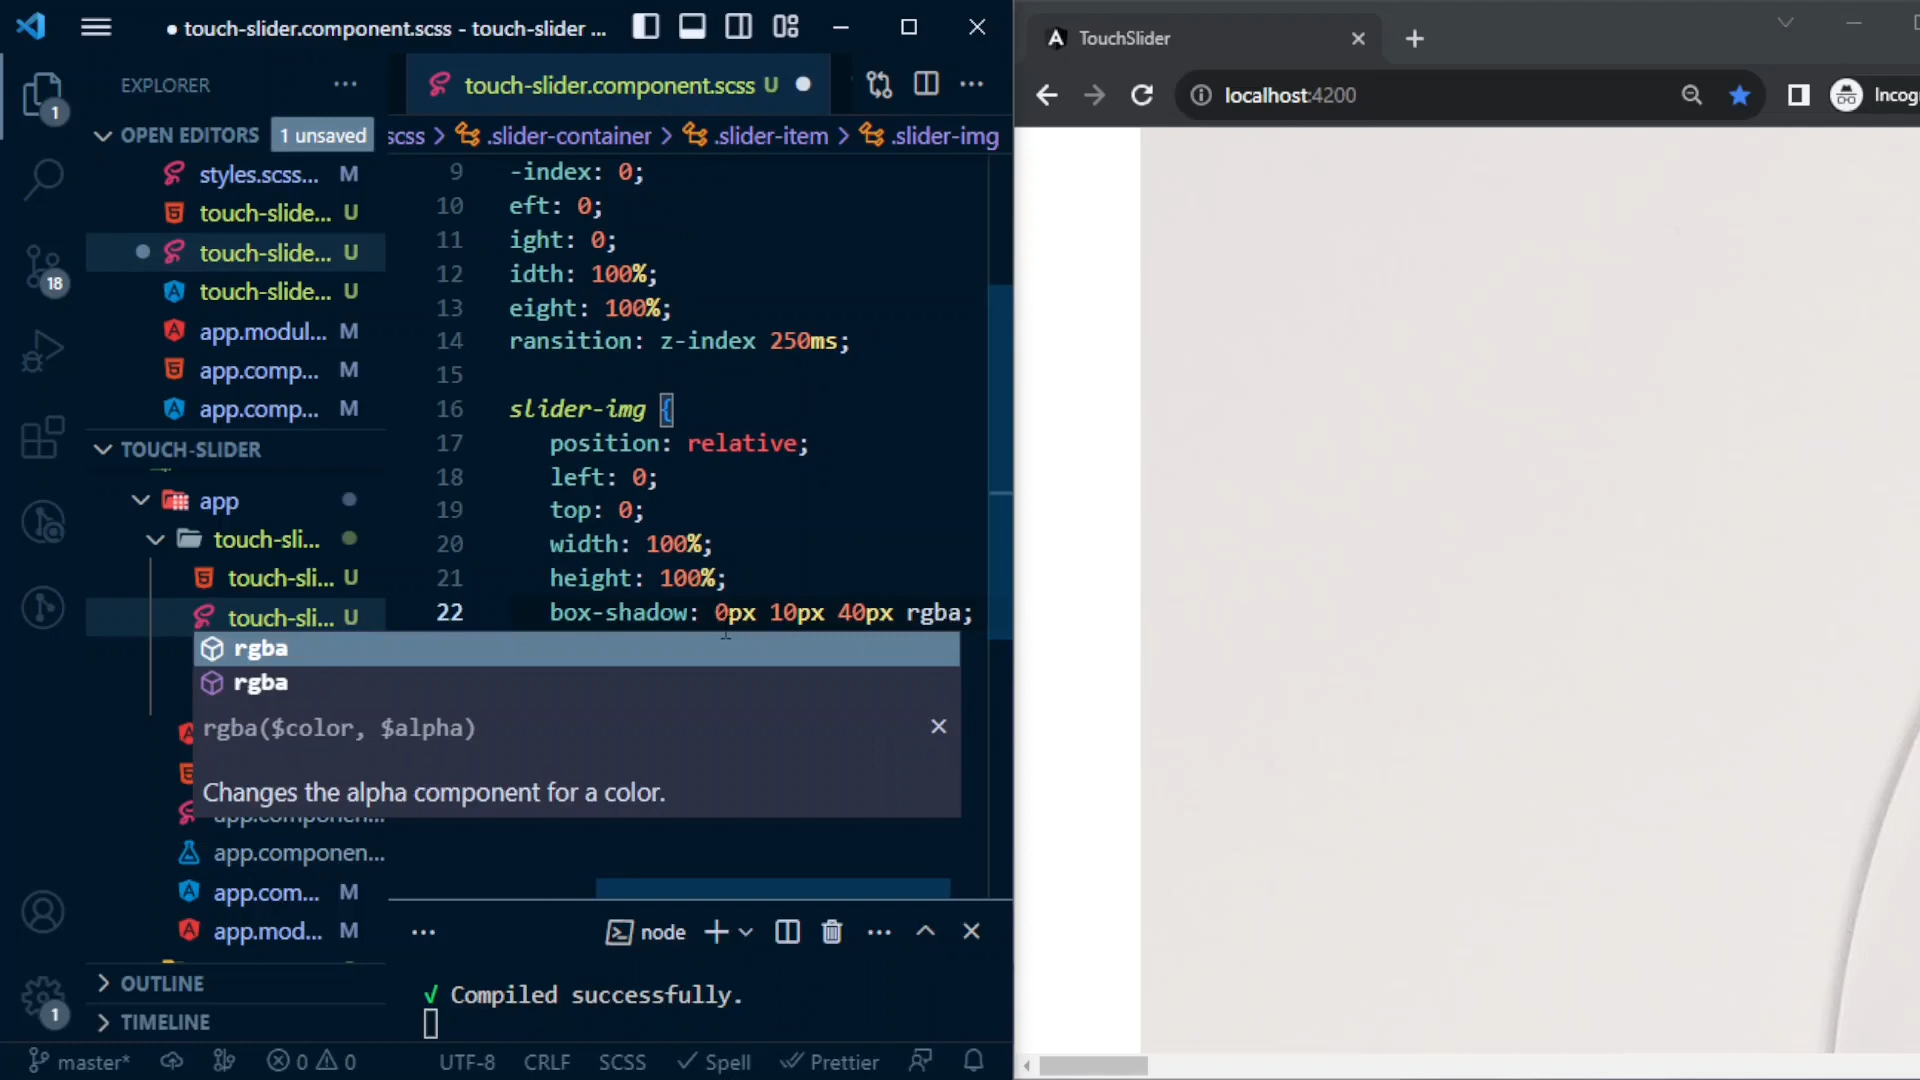 touch-slider.component.scss - touch-slider ...
TouchSlider
EXPLORER
touch-slider.component.scss U
localhost:4200
1
OPEN EDITORS
1 unsaved
scss > .slider-container > .slider-item > .slider-img
styles.scss... M
touch-slide... U
touch-slide... U
touch-slide... U
app.modul... M
app.comp... M
app.comp... M
18
9 -index: 0;
10 eft: 0;
11 ight: 0;
12 idth: 100%;
13 eight: 100%;
14 ransition: z-index 250ms;
15
16 slider-img {
17 position: relative;
18 left: 0;
19 top: 0;
20 width: 100%;
21 height: 100%;
22 box-shadow: 0px 10px 40px rgba;
TOUCH-SLIDER
app
touch-sli...
touch-sli... U
touch-sli... U
rgba
rgba
rgba($color, $alpha)
Changes the alpha component for a color.
app.componen...
app.com... M
app.mod... M
node
OUTLINE
TIMELINE
1
√ Compiled successfully.
master*
0
0
UTF-8
CRLF
SCSS
Spell
Prettier